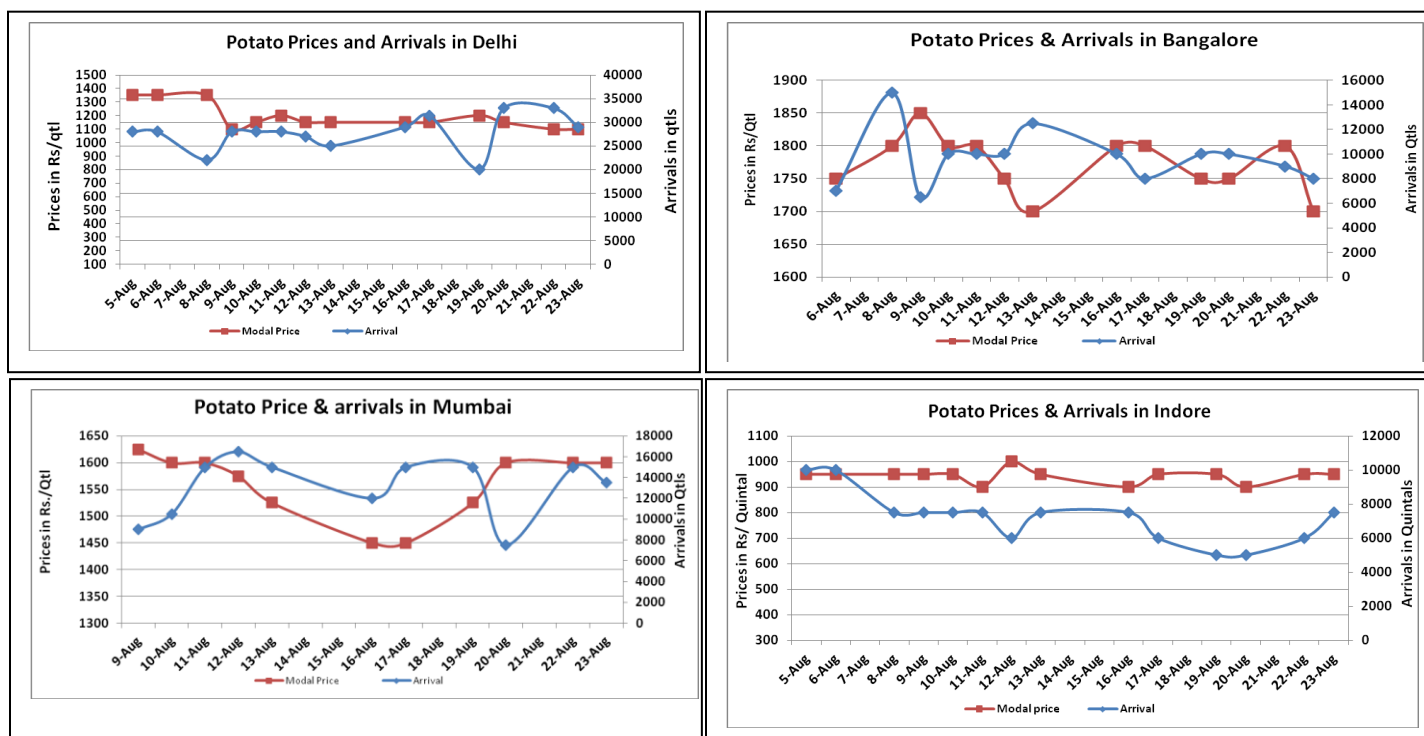 Potato Prices and Arrivals in Delhi
Prices in Rs/qtl
1500
1400
1300
1200
1100
1000
900
800
700
600
500
400
300
200
100
40000
35000
30000
25000
20000
15000
10000
5000
0
Arrivals in qtls
5-Aug
6-Aug
7-Aug
8-Aug
9-Aug
10-Aug
11-Aug
12-Aug
13-Aug
14-Aug
15-Aug
16-Aug
17-Aug
18-Aug
19-Aug
20-Aug
21-Aug
22-Aug
23-Aug
Modal Price Arrival
Potato Prices & Arrivals in Bangalore
Prices in Rs/Qtl
1900
1850
1800
1750
1700
1650
1600
16000
14000
12000
10000
8000
6000
4000
2000
0
Arrivals in Qtls
6-Aug
7-Aug
8-Aug
9-Aug
10-Aug
11-Aug
12-Aug
13-Aug
14-Aug
15-Aug
16-Aug
17-Aug
18-Aug
19-Aug
20-Aug
21-Aug
22-Aug
23-Aug
Modal Price Arrival
Potato Price & arrivals in Mumbai
Prices in Rs./Qtl
1650
1600
1550
1500
1450
1400
1350
1300
18000
16000
14000
12000
10000
8000
6000
4000
2000
0
Arrivals in Qtls
9-Aug
10-Aug
11-Aug
12-Aug
13-Aug
14-Aug
15-Aug
16-Aug
17-Aug
18-Aug
19-Aug
20-Aug
21-Aug
22-Aug
23-Aug
Modal Price Arrival
Potato Prices & Arrivals in Indore
Prices in Rs/ Quintal
1100
1000
900
800
700
600
500
400
300
12000
10000
8000
6000
4000
2000
0
Arrivals in Quintals
5-Aug
6-Aug
7-Aug
8-Aug
9-Aug
10-Aug
11-Aug
12-Aug
13-Aug
14-Aug
15-Aug
16-Aug
17-Aug
18-Aug
19-Aug
20-Aug
21-Aug
22-Aug
23-Aug
Modal price Arrival